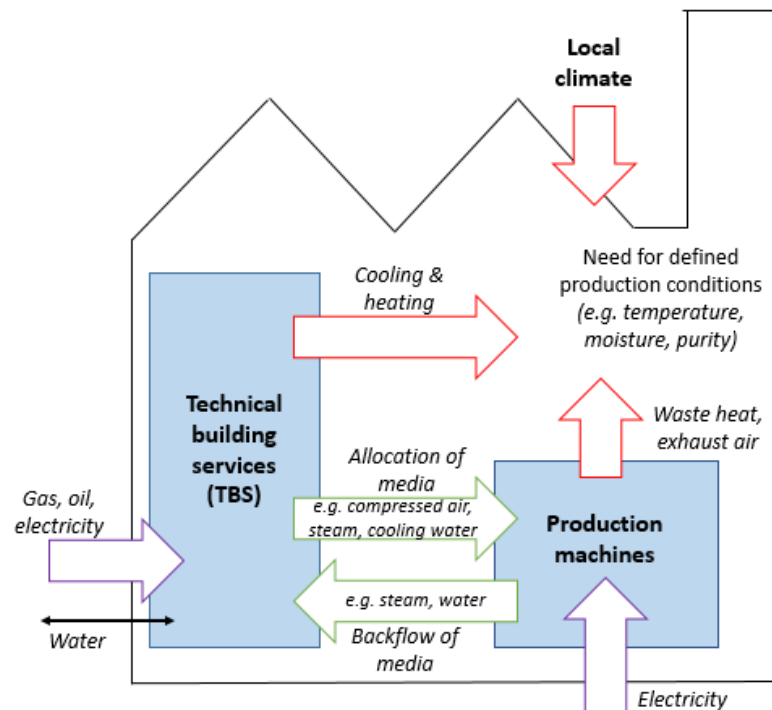 Local
climate
Need for defined
production conditions
(e.g. temperature,
moisture, purity)
Cooling &
heating
Technical
building
services
(TBS)
Waste heat,
exhaust air
Allocation of
media
e.g. compressed air,
steam, cooling water
Production
machines
Gas, oil,
electricity
e.g. steam, water
Backflow of
media
Water
Electricity